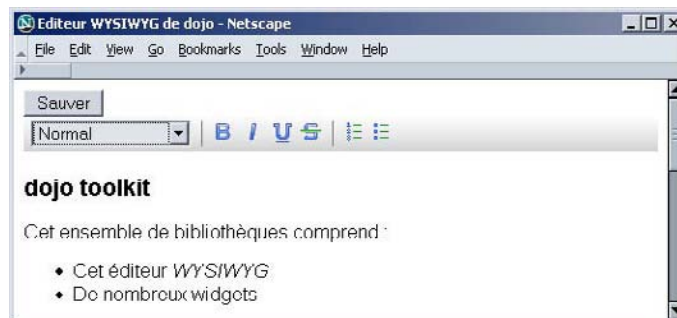 Editeur WYSIWYG de dojo - Netscape
File Edit View Go Bookmarks Tools Window Help
Sauver
Normal B I U S
dojo toolkit
Cet ensemble de bibliothèques comprend :
• Cet éditeur WYSIWYG
• De nombreux widgets